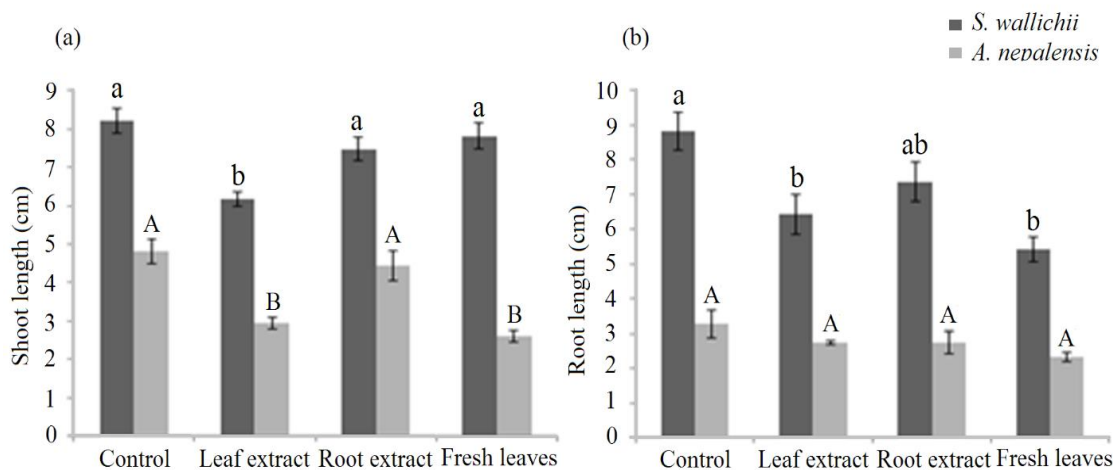 (a)
(b)
S. wallichii
A. nepalensis
Shoot length (cm)
9
8
7
6
5
4
3
2
1
0
a
b
a
a
A
B
A
B
Control
Leaf extract
Root extract
Fresh leaves
Root length (cm)
10
9
8
7
6
5
4
3
2
1
0
a
b
ab
b
A
A
A
A
Control
Leaf extract
Root extract
Fresh leaves